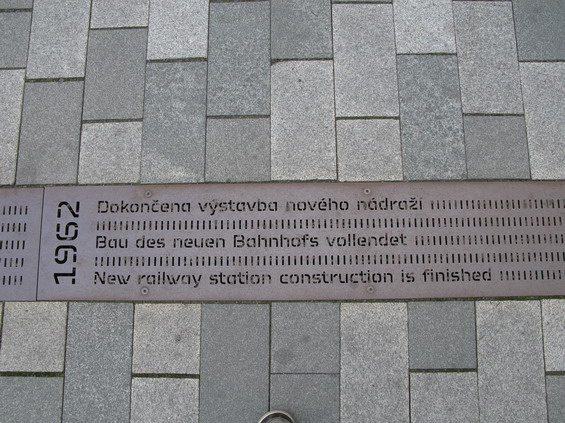 1962
Dokončena výstavba nového nádraží
Bau des neuen Bahnhofs vollendet
New railway station construction is finished